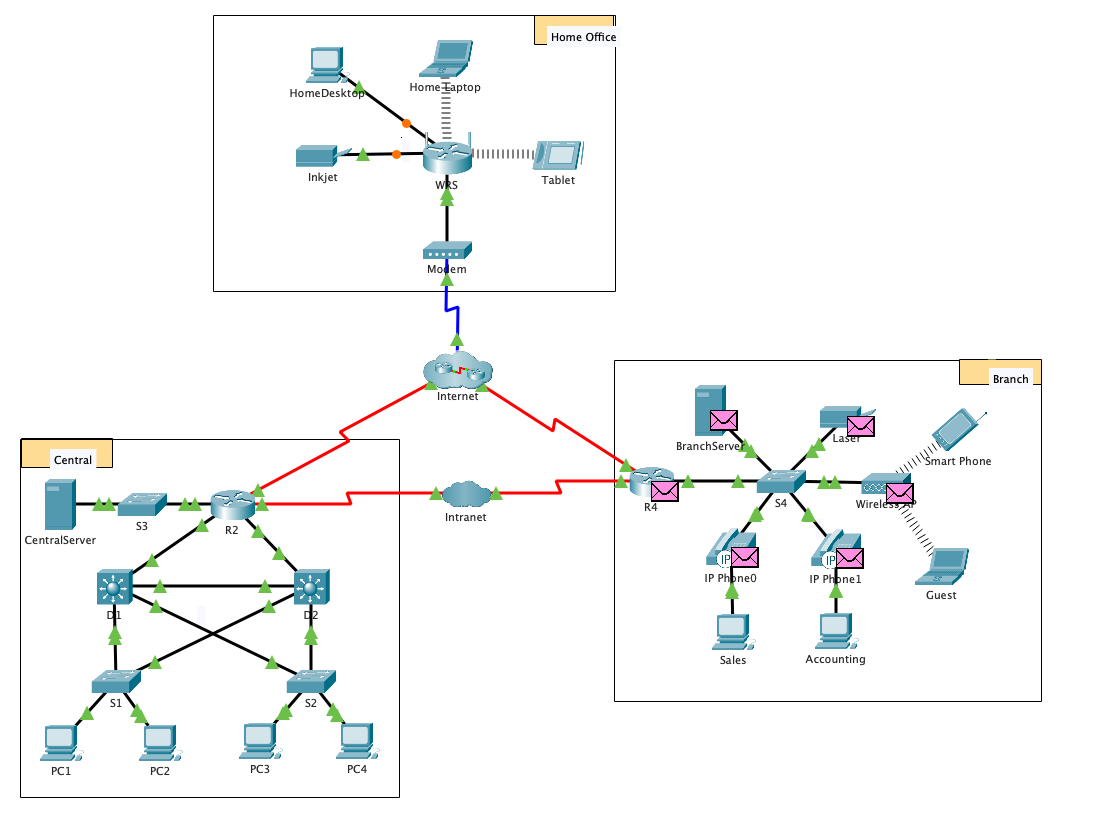 Home Office
HomeDesktop
Home Laptop
Inkjet
WRS
Tablet
Modem
Internet
Branch
BranchServer
Laser
Smart Phone
Central
CentralServer
S3
R2
Intranet
R4
S4
Wireless AP
IP
IP
IP Phone0
IP Phone1
Guest
D1
D2
Sales
Accounting
S1
S2
PC1
PC2
PC3
PC4